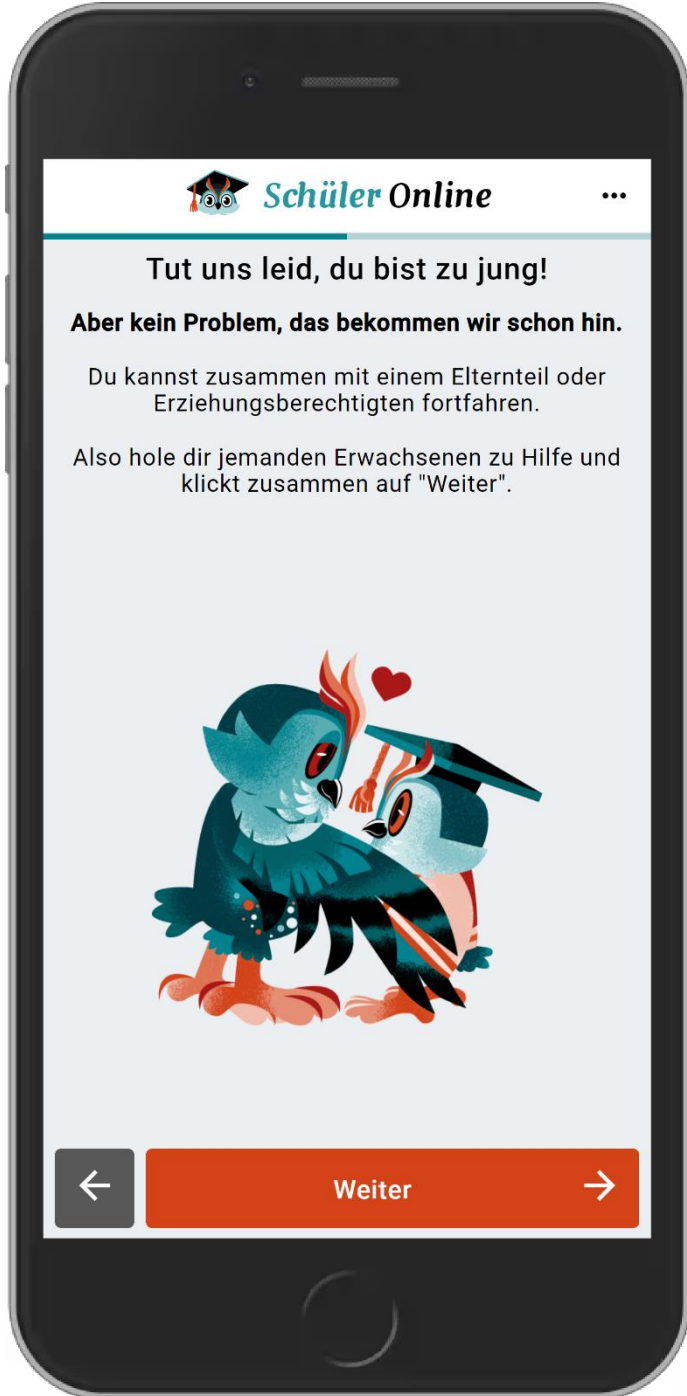 Schüler Online
Tut uns leid, du bist zu jung!
Aber kein Problem, das bekommen wir schon hin.
Du kannst zusammen mit einem Elternteil oder
Erziehungsberechtigten fortfahren.
Also hole dir jemanden Erwachsenen zu Hilfe und
klickt zusammen auf "Weiter".
Weiter